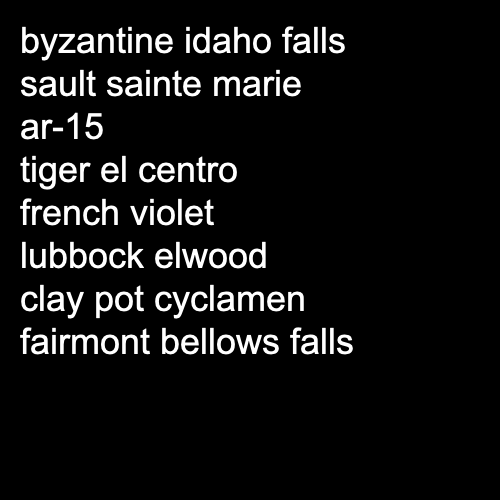 byzantine idaho falls
sault sainte marie
ar-15
tiger el centro
french violet
lubbock elwood
clay pot cyclamen
fairmont bellows falls